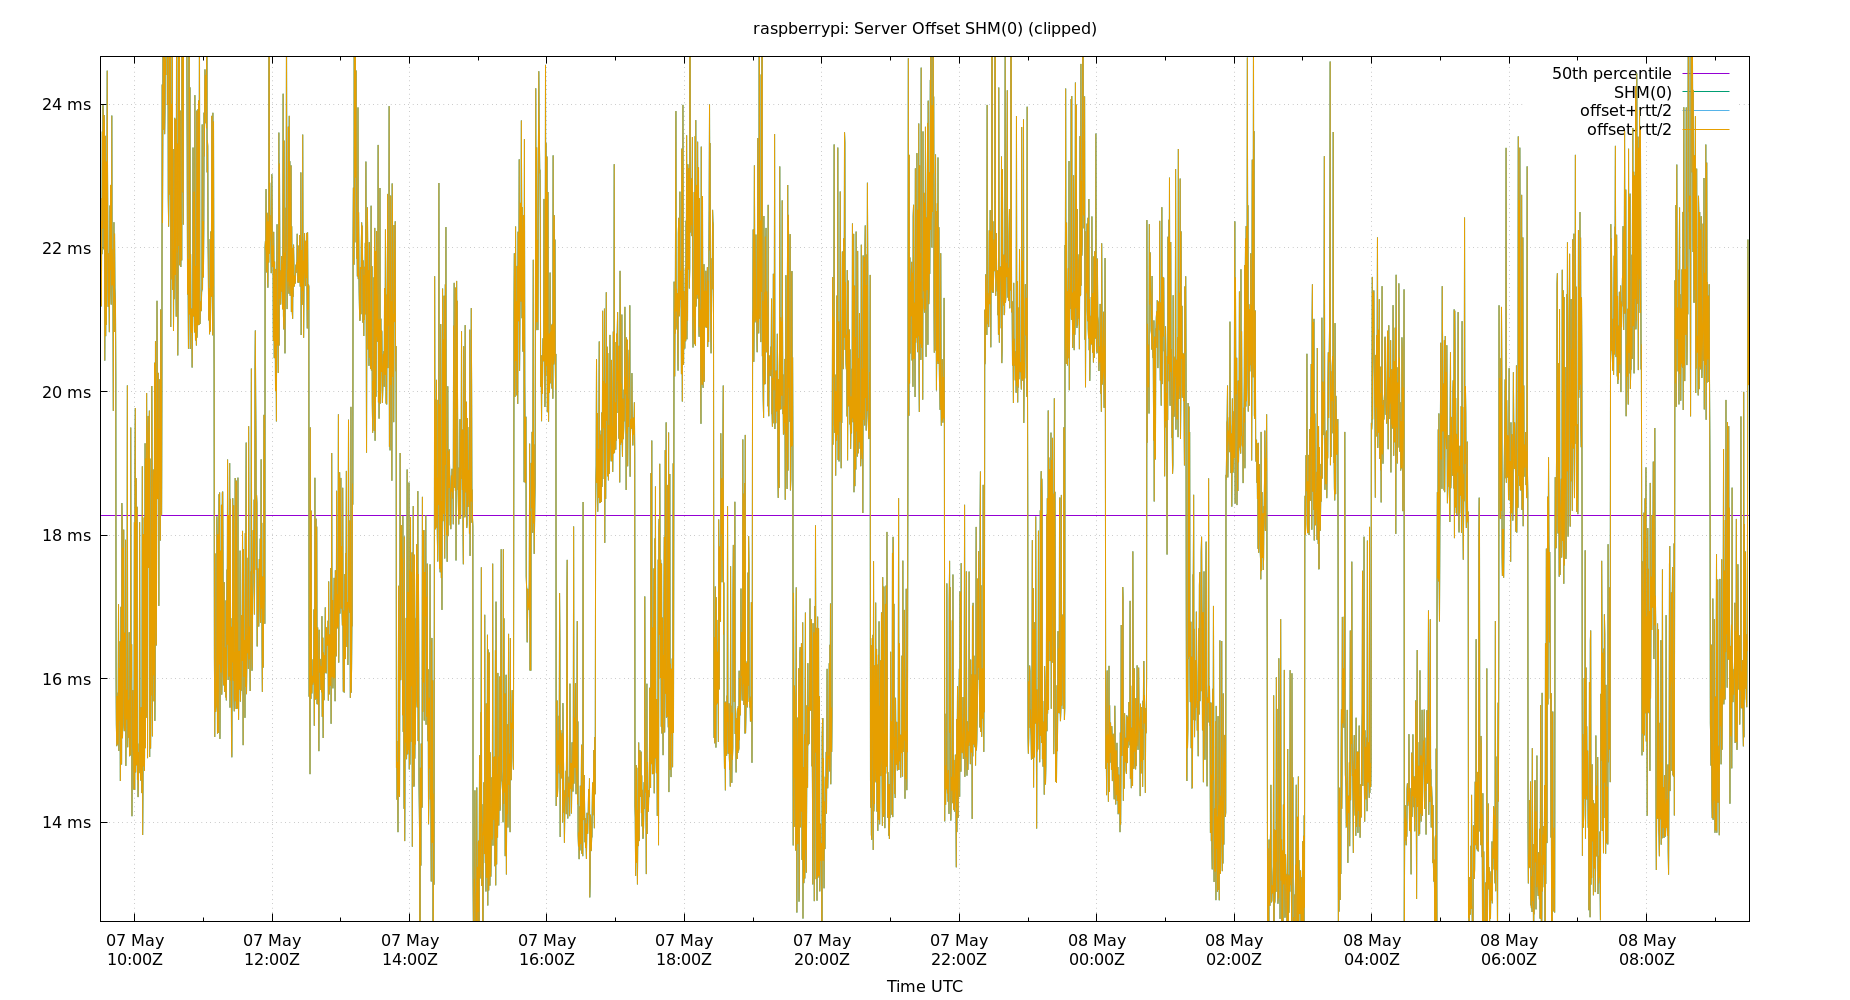 raspberrypi: Server Offset SHM(0) (clipped)
50th percentile
SHM(0)
offset+rtt/2
offset-rtt/2
24 ms
22 ms
20 ms
18 ms
16 ms
14 ms
07 May 07 May 07 May 07 May 07 May 07 May 07 May 08 May 08 May 08 May 08 May 08 May
10:00Z 12:00Z 14:00Z 16:00Z 18:00Z 20:00Z 22:00Z 00:00Z 02:00Z 04:00Z 06:00Z 08:00Z
Time UTC